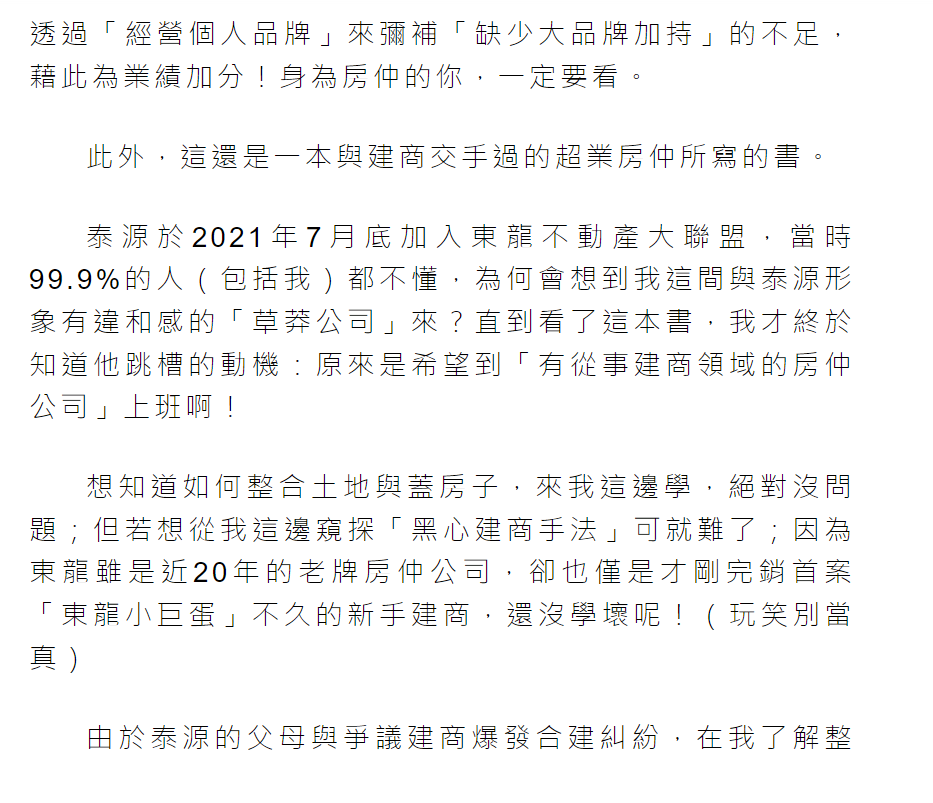 透過「經營個人品牌」來彌補「缺少大品牌加持」的不足，
藉此為業績加分！身為房仲的你，一定要看。
此外，這還是一本與建商交手過的超業房仲所寫的書。
泰源於2021年7月底加入東龍不動產大聯盟，當時
99.9%的人（包括我）都不懂，為何會想到我這間與泰源形
象有違和感的「草莽公司」來？直到看了這本書，我才終於
知道他跳槽的動機：原來是希望到「有從事建商領域的房仲
公司」上班啊！
想知道如何整合土地與蓋房子，來我這邊學，絕對沒問
題；但若想從我這邊窺探「黑心建商手法」可就難了；因為
東龍雖是近20年的老牌房仲公司，卻也僅是才剛完銷首案
「東龍小巨蛋」不久的新手建商，還沒學壞呢！（玩笑別當
真）
由於泰源的父母與爭議建商爆發合建糾紛，在我了解整